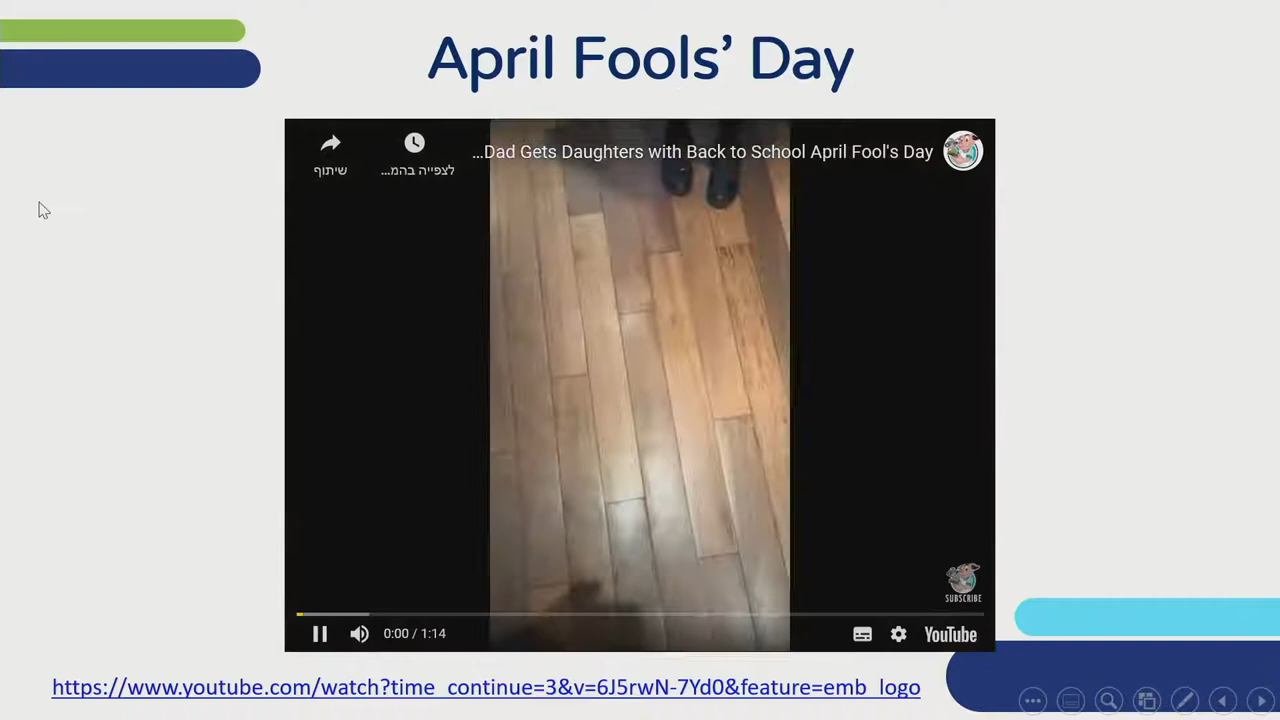 April Fools’ Day
...Dad Gets Daughters with Back to School April Fool's Day
שיתוף
לצפייה בהמ...
SUBSCRIBE
0:00 / 1:14
YouTube
https://www.youtube.com/watch?time_continue=3&v=6J5rwN-7Yd0&feature=emb_logo